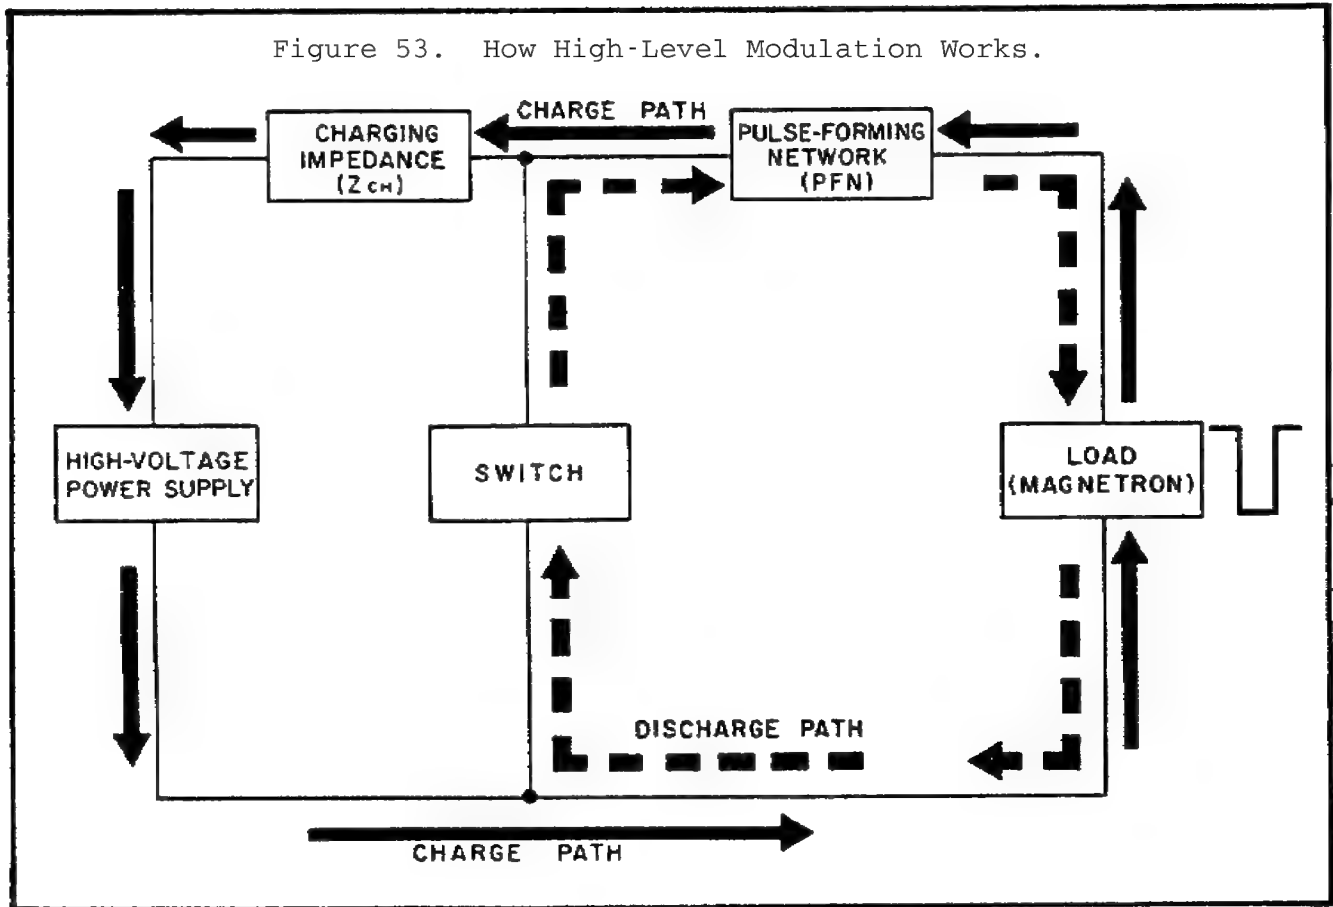 Figure 53. How High-Level Modulation Works.
CHARGE PATH
CHARGING
IMPEDANCE
(ZCH)
PULSE-FORMING
NETWORK
(PFN)
HIGH-VOLTAGE
POWER SUPPLY
SWITCH
LOAD
(MAGNETRON)
DISCHARGE PATH
CHARGE PATH